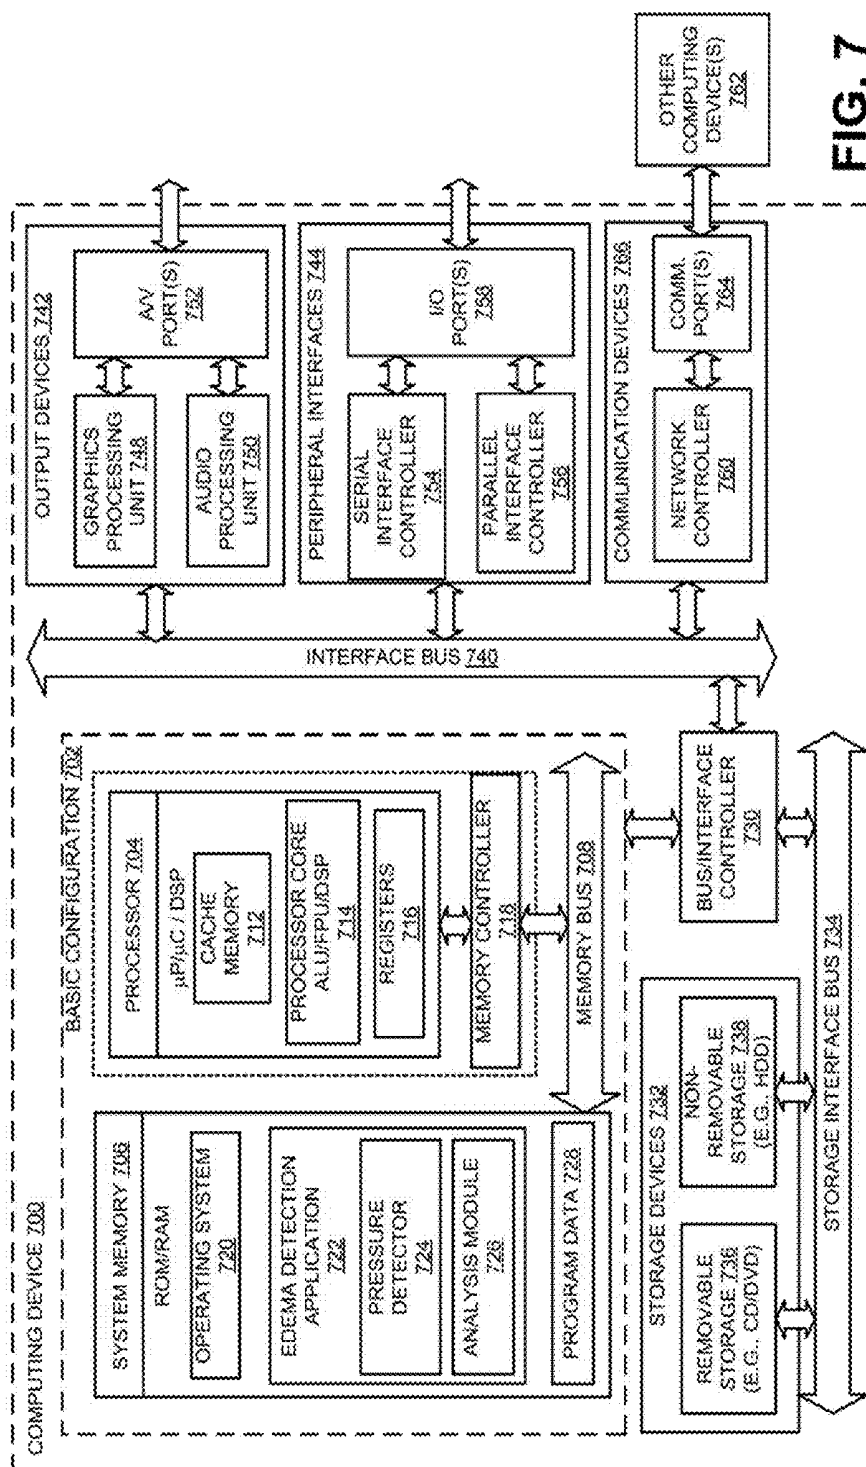 COMPUTING DEVICE 700
BASIC CONFIGURATION 702
SYSTEM MEMORY 706
ROM/RAM
OPERATING SYSTEM
720
EDEMA DETECTION
APPLICATION
722
PRESSURE
DETECTOR
724
ANALYSIS MODULE
726
PROGRAM DATA 728
PROCESSOR 704
µP/µC / DSP
CACHE
MEMORY
712
PROCESSOR CORE
ALU/FPU/DSP
714
REGISTERS
716
MEMORY CONTROLLER
718
MEMORY BUS 708
BUS/INTERFACE
CONTROLLER
730
STORAGE DEVICES 732
REMOVABLE
STORAGE 736
(E.G., CD/DVD)
NON-
REMOVABLE
STORAGE 738
(E.G., HDD)
STORAGE INTERFACE BUS 734
INTERFACE BUS 740
OUTPUT DEVICES 742
GRAPHICS
PROCESSING
UNIT 748
AUDIO
PROCESSING
UNIT 750
A/V
PORT(S)
752
PERIPHERAL INTERFACES 744
SERIAL
INTERFACE
CONTROLLER
754
PARALLEL
INTERFACE
CONTROLLER
756
I/O
PORT(S)
758
COMMUNICATION DEVICES 766
NETWORK
CONTROLLER
760
COMM.
PORT(S)
764
OTHER
COMPUTING
DEVICE(S)
762
FIG. 7